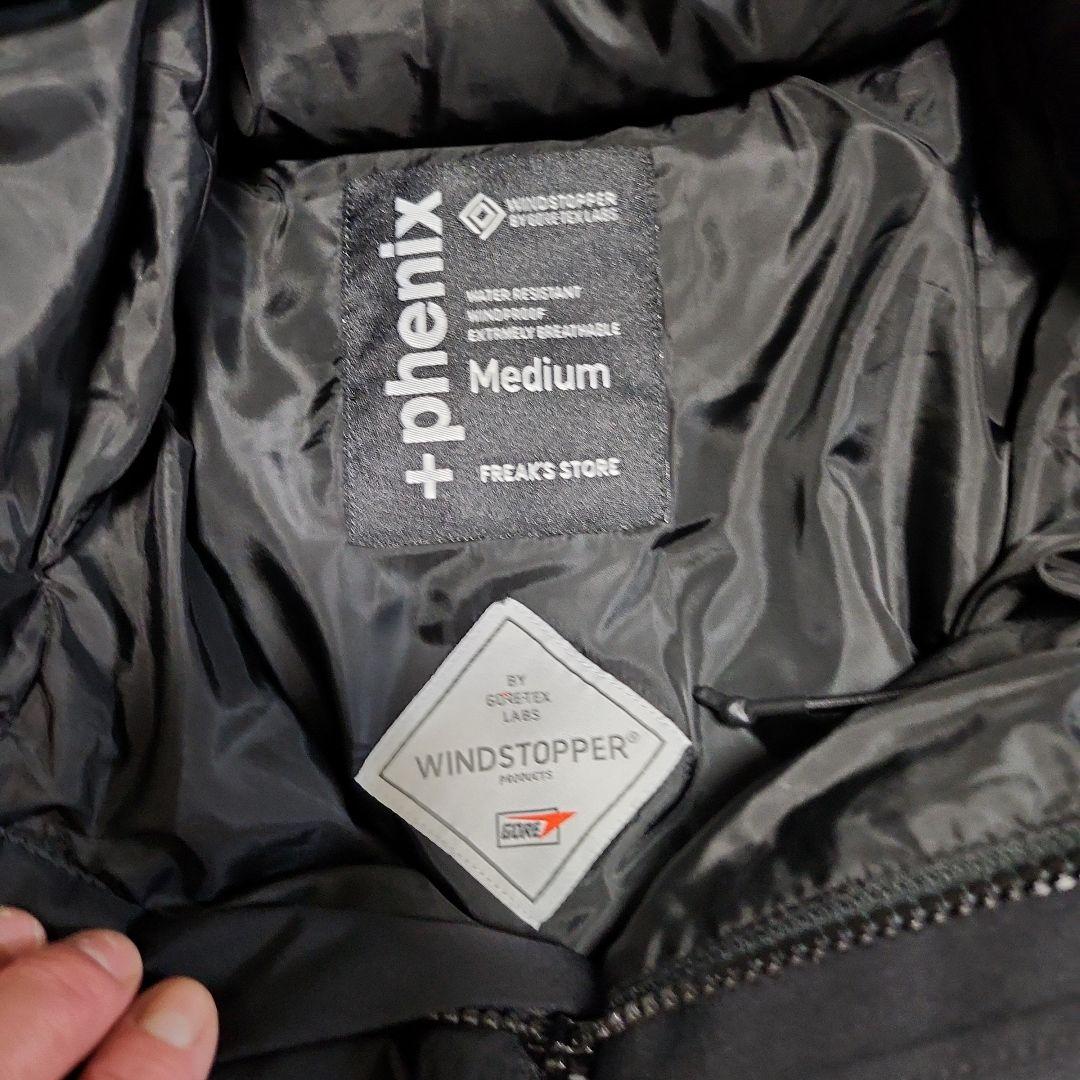 +phenix
WINDSTOPPER
BY GORE-TEX LABS
WATER RESISTANT
WINDPROOF
EXTRMELY BREATHABLE
Medium
FREAK'S STORE
BY
GORE-TEX
LABS
WINDSTOPPER®
PRODUCTS
GORE